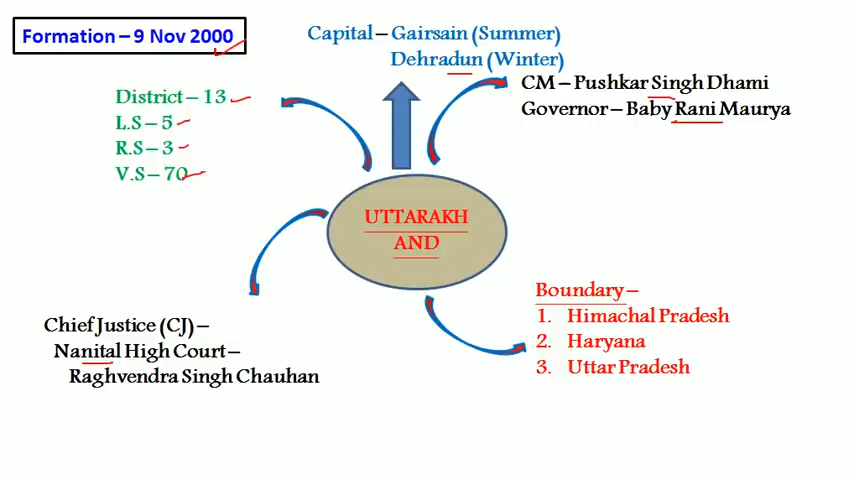 Formation – 9 Nov 2000
Capital – Gairsain (Summer)
Dehradun (Winter)
CM – Pushkar Singh Dhami
Governor – Baby Rani Maurya
District – 13
L.S – 5
R.S – 3
V.S – 70
UTTARAKH
AND
Chief Justice (CJ) –
Nanital High Court –
Raghvendra Singh Chauhan
Boundary –
1. Himachal Pradesh
2. Haryana
3. Uttar Pradesh